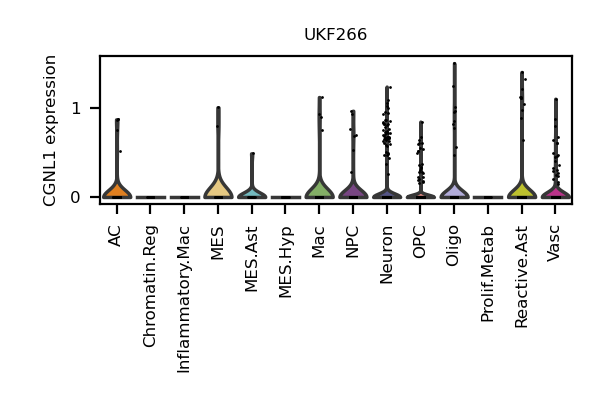 UKF266
CGNL1 expression
1
0
AC
Chromatin.Reg
Inflammatory.Mac
MES
MES.Ast
MES.Hyp
Mac
NPC
Neuron
OPC
Oligo
Prolif.Metab
Reactive.Ast
Vasc